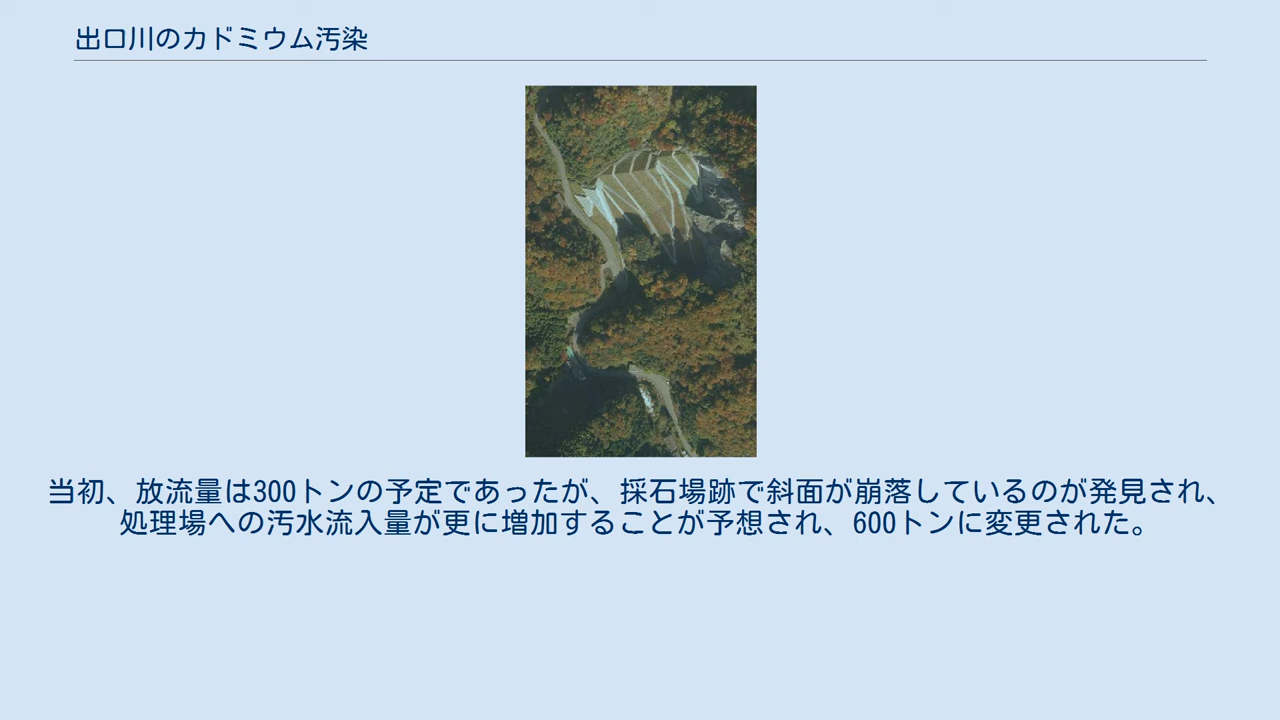 出口川のカドミウム汚染
当初、放流量は300トンの予定であったが、採石場跡で斜面が崩落しているのが発見され、
処理場への汚水流入量が更に増加することが予想され、600トンに変更された。